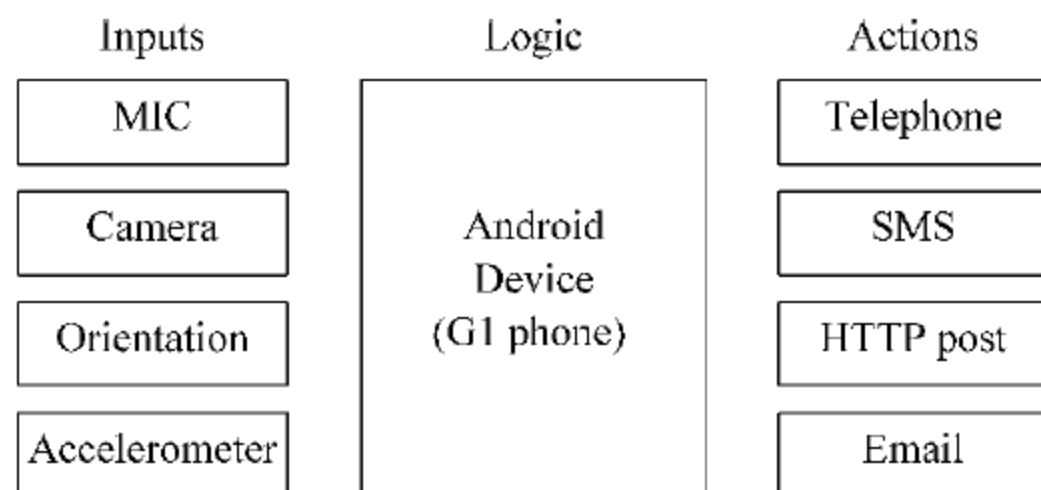 Inputs
Logic
Actions
MIC
Telephone
Camera
Android
SMS
Device
Orientation
(G1 phone)
HTTP post
Accelerometer
Email